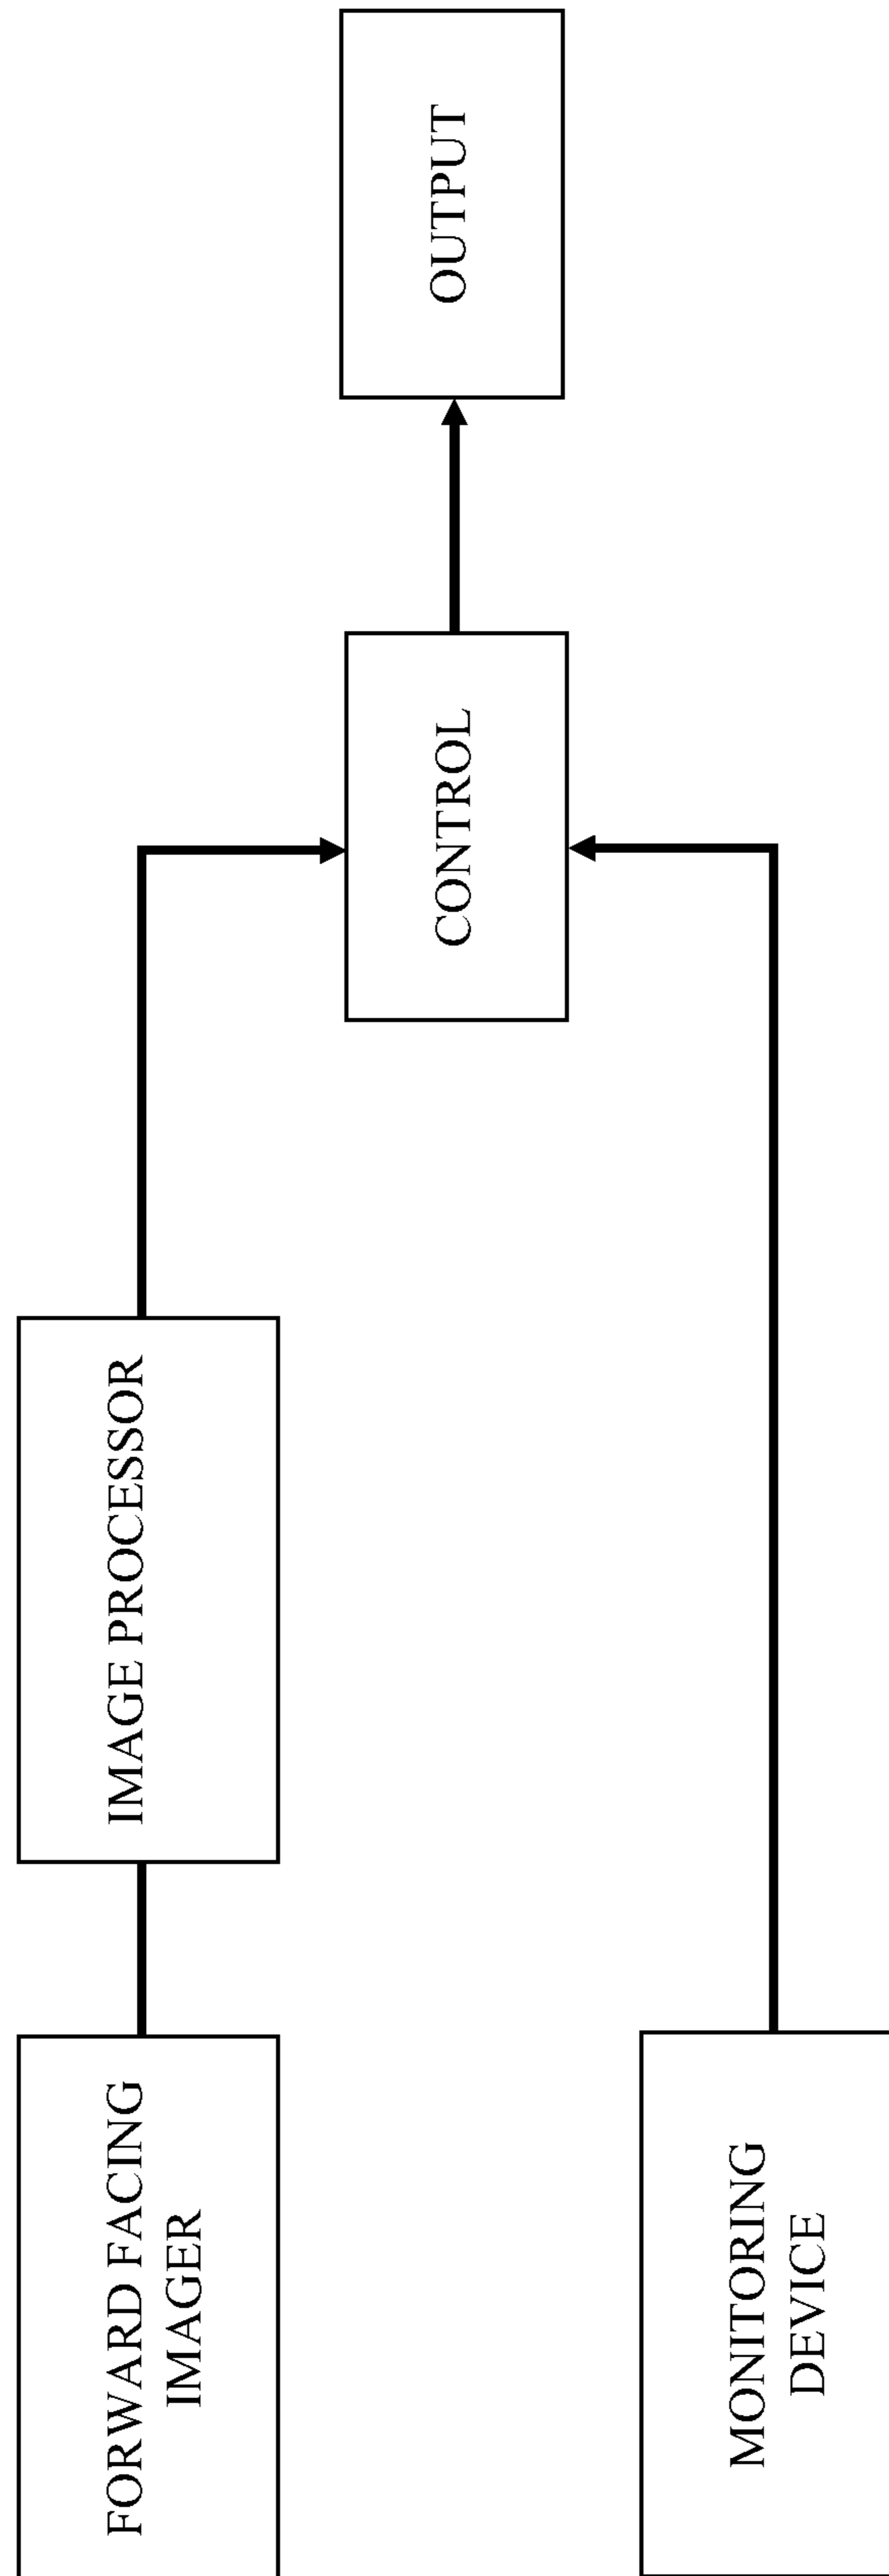 FORWARD FACING
IMAGER
IMAGE PROCESSOR
CONTROL
OUTPUT
MONITORING
DEVICE